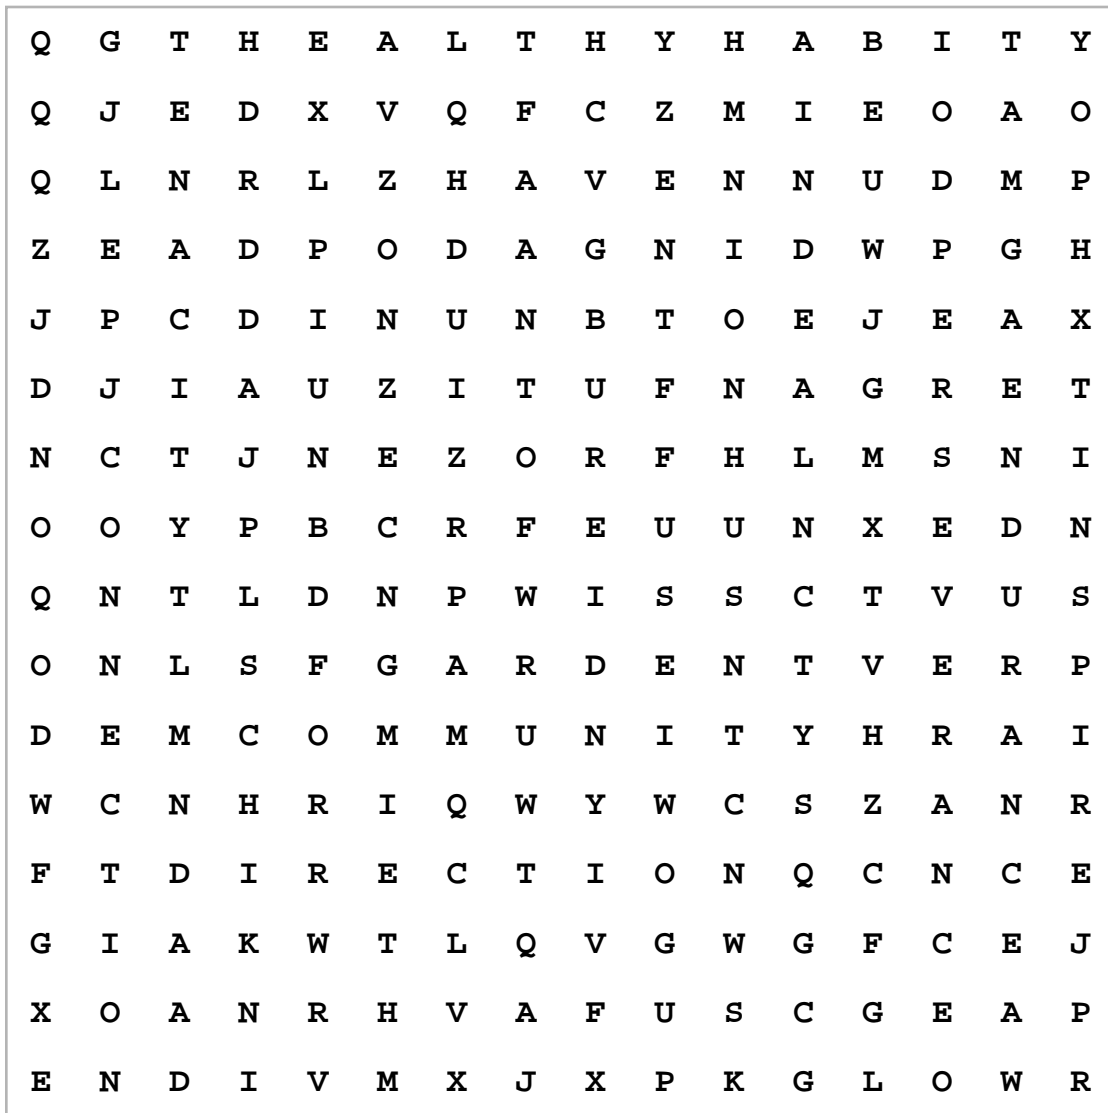 Q G T H E A L T H Y H A B I T Y
Q J E D X V Q F C Z M I E O A O
Q L N R L Z H A V E N N U D M P
Z E A D P O D A G N I D W P G H
J P C D I N U N B T O E J E A X
D J I A U Z I T U F N A G R E T
N C T J N E Z O R F H L M S N I
O O Y P B C R F E U U N X E D N
Q N T L D N P W I S S C T V U S
O N L S F G A R D E N T V E R P
D E M C O M M U N I T Y H R A I
W C N H R I Q W Y W C S Z A N R
F T D I R E C T I O N Q C N C E
G I A K W T L Q V G W G F C E J
X O A N R H V A F U S C G E A P
E N D I V M X J X P K G L O W R